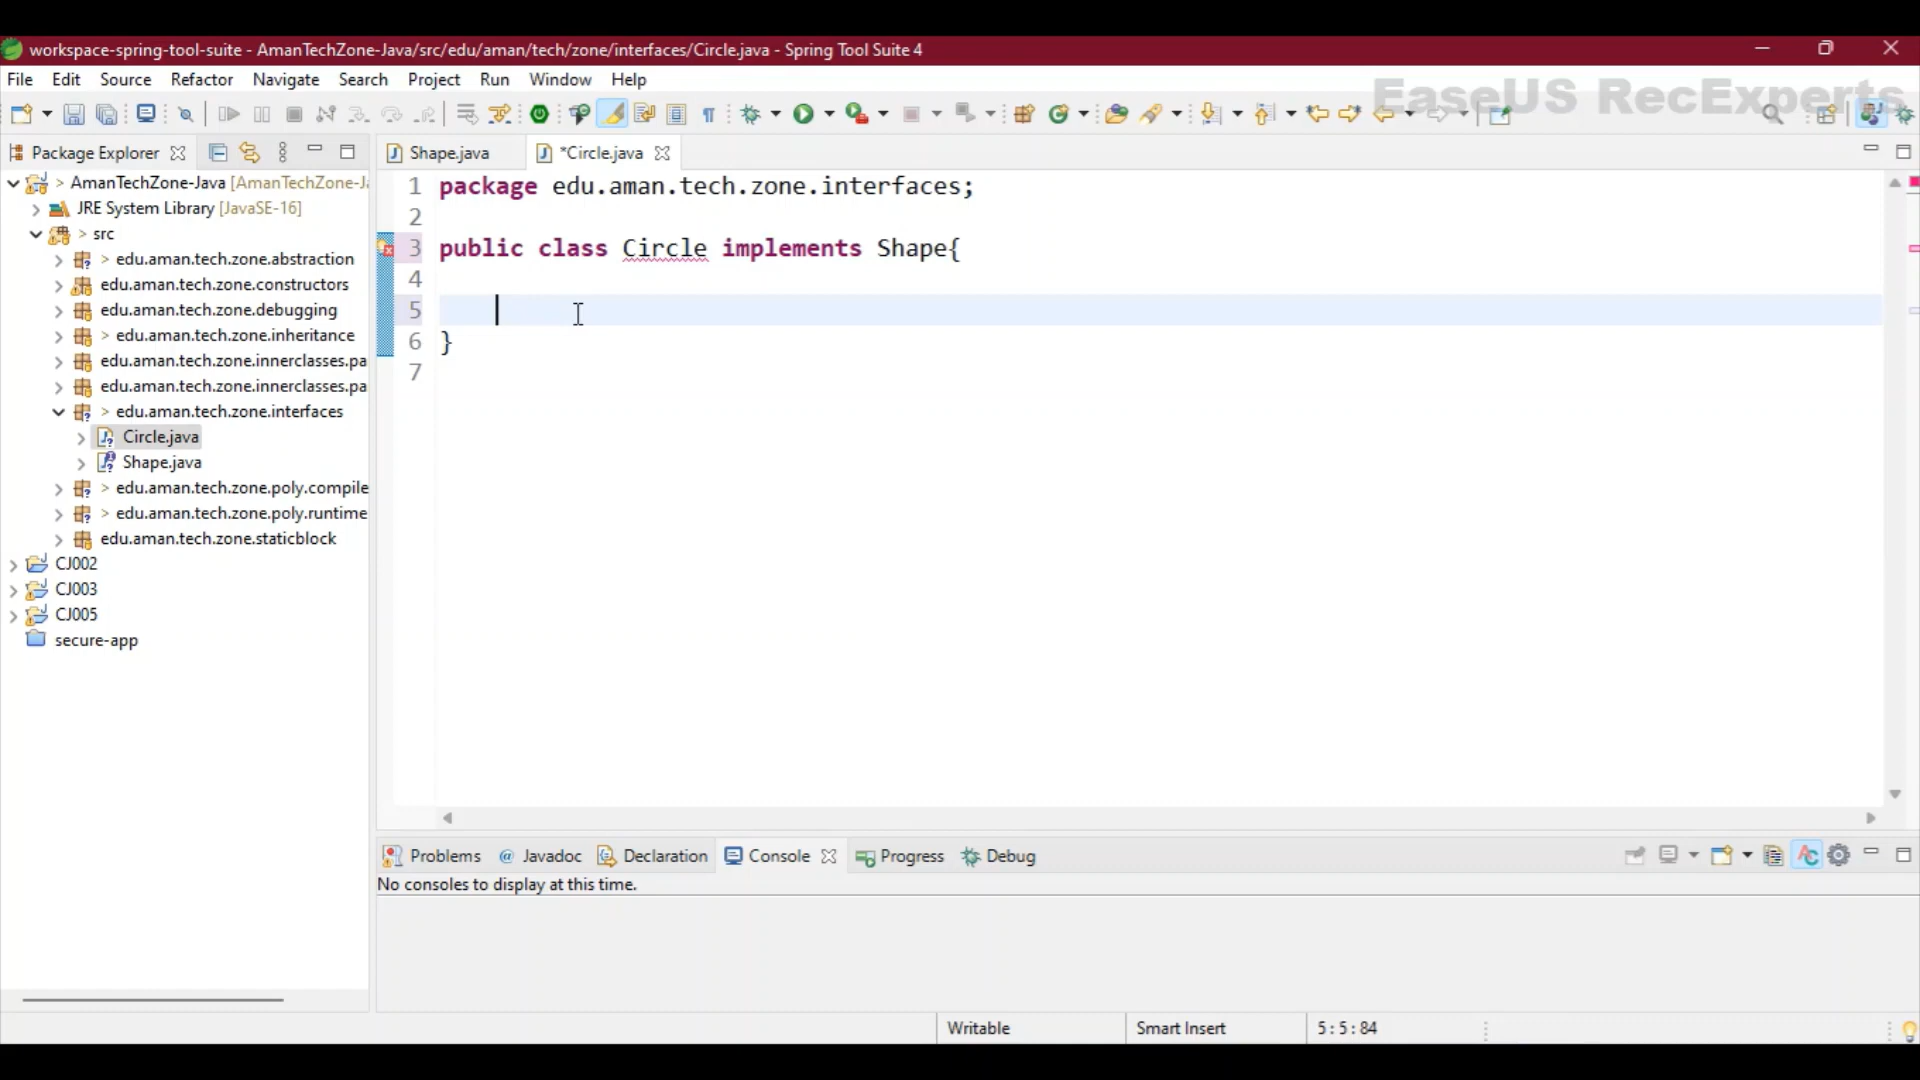 workspace-spring-tool-suite - AmanTechZone-Java/src/edu/aman/tech/zone/interfaces/Circle.java - Spring Tool Suite 4
File Edit Source Refactor Navigate Search Project Run Window Help
EaseUS RecExperts
Package Explorer
Shape.java
*Circle.java
> AmanTechZone-Java [AmanTechZone-J
JRE System Library [JavaSE-16]
> src
> edu.aman.tech.zone.abstraction
edu.aman.tech.zone.constructors
edu.aman.tech.zone.debugging
> edu.aman.tech.zone.inheritance
edu.aman.tech.zone.innerclasses.pa
edu.aman.tech.zone.innerclasses.pa
> edu.aman.tech.zone.interfaces
Circle.java
Shape.java
> edu.aman.tech.zone.poly.compile
> edu.aman.tech.zone.poly.runtime
edu.aman.tech.zone.staticblock
CJ002
CJ003
CJ005
secure-app
1 package edu.aman.tech.zone.interfaces;
2
3 public class Circle implements Shape{
4
5
6 }
7
Problems @ Javadoc Declaration Console Progress Debug
No consoles to display at this time.
Writable Smart Insert 5 : 5 : 84